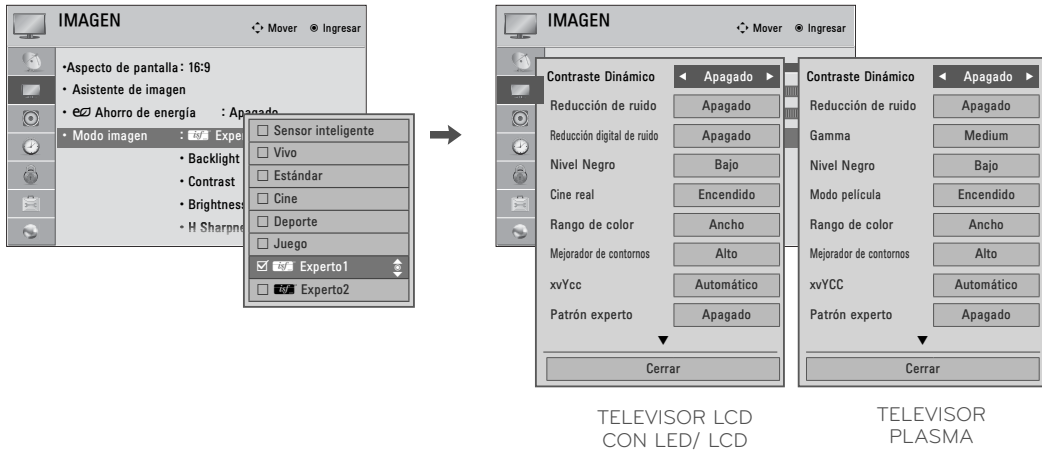 IMAGEN
Mover Ingresar
•Aspecto de pantalla: 16:9
• Asistente de imagen
• Ahorro de energía : Apagado
• Modo imagen : isf
• Backlight
• Contrast
• Brightness
• H
Sensor inteligente
Vivo
Estándar
Cine
Deporte
Juego
isf Experto1
isf Experto2
IMAGEN
Mover Ingresar
Contraste Dinámico ◄ Apagado ►
Reducción de ruido Apagado
Reducción digital de ruido Apagado
Nivel Negro Bajo
Cine real Encendido
Rango de color Ancho
Mejorador de contornos Alto
xvYcc Automático
Patrón experto Apagado
▼
Cerrar
TELEVISOR LCD
CON LED/ LCD
Contraste Dinámico ◄ Apagado ►
Reducción de ruido Apagado
Gamma Medium
Nivel Negro Bajo
Modo película Encendido
Rango de color Ancho
Mejorador de contornos Alto
xvYCC Automático
Patrón experto Apagado
▼
Cerrar
TELEVISOR
PLASMA